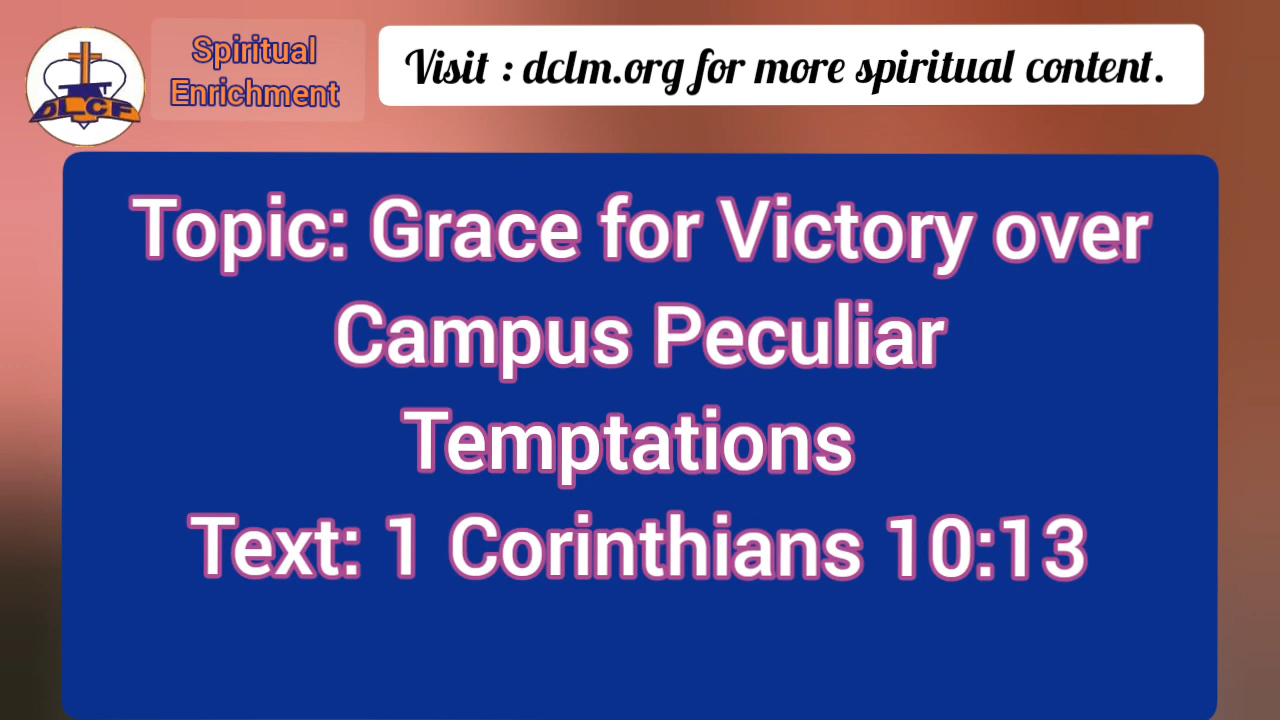 Spiritual
Enrichment
Visit : dclm.org for more spiritual content.
DLCF
Topic: Grace for Victory over
Campus Peculiar
Temptations
Text: 1 Corinthians 10:13